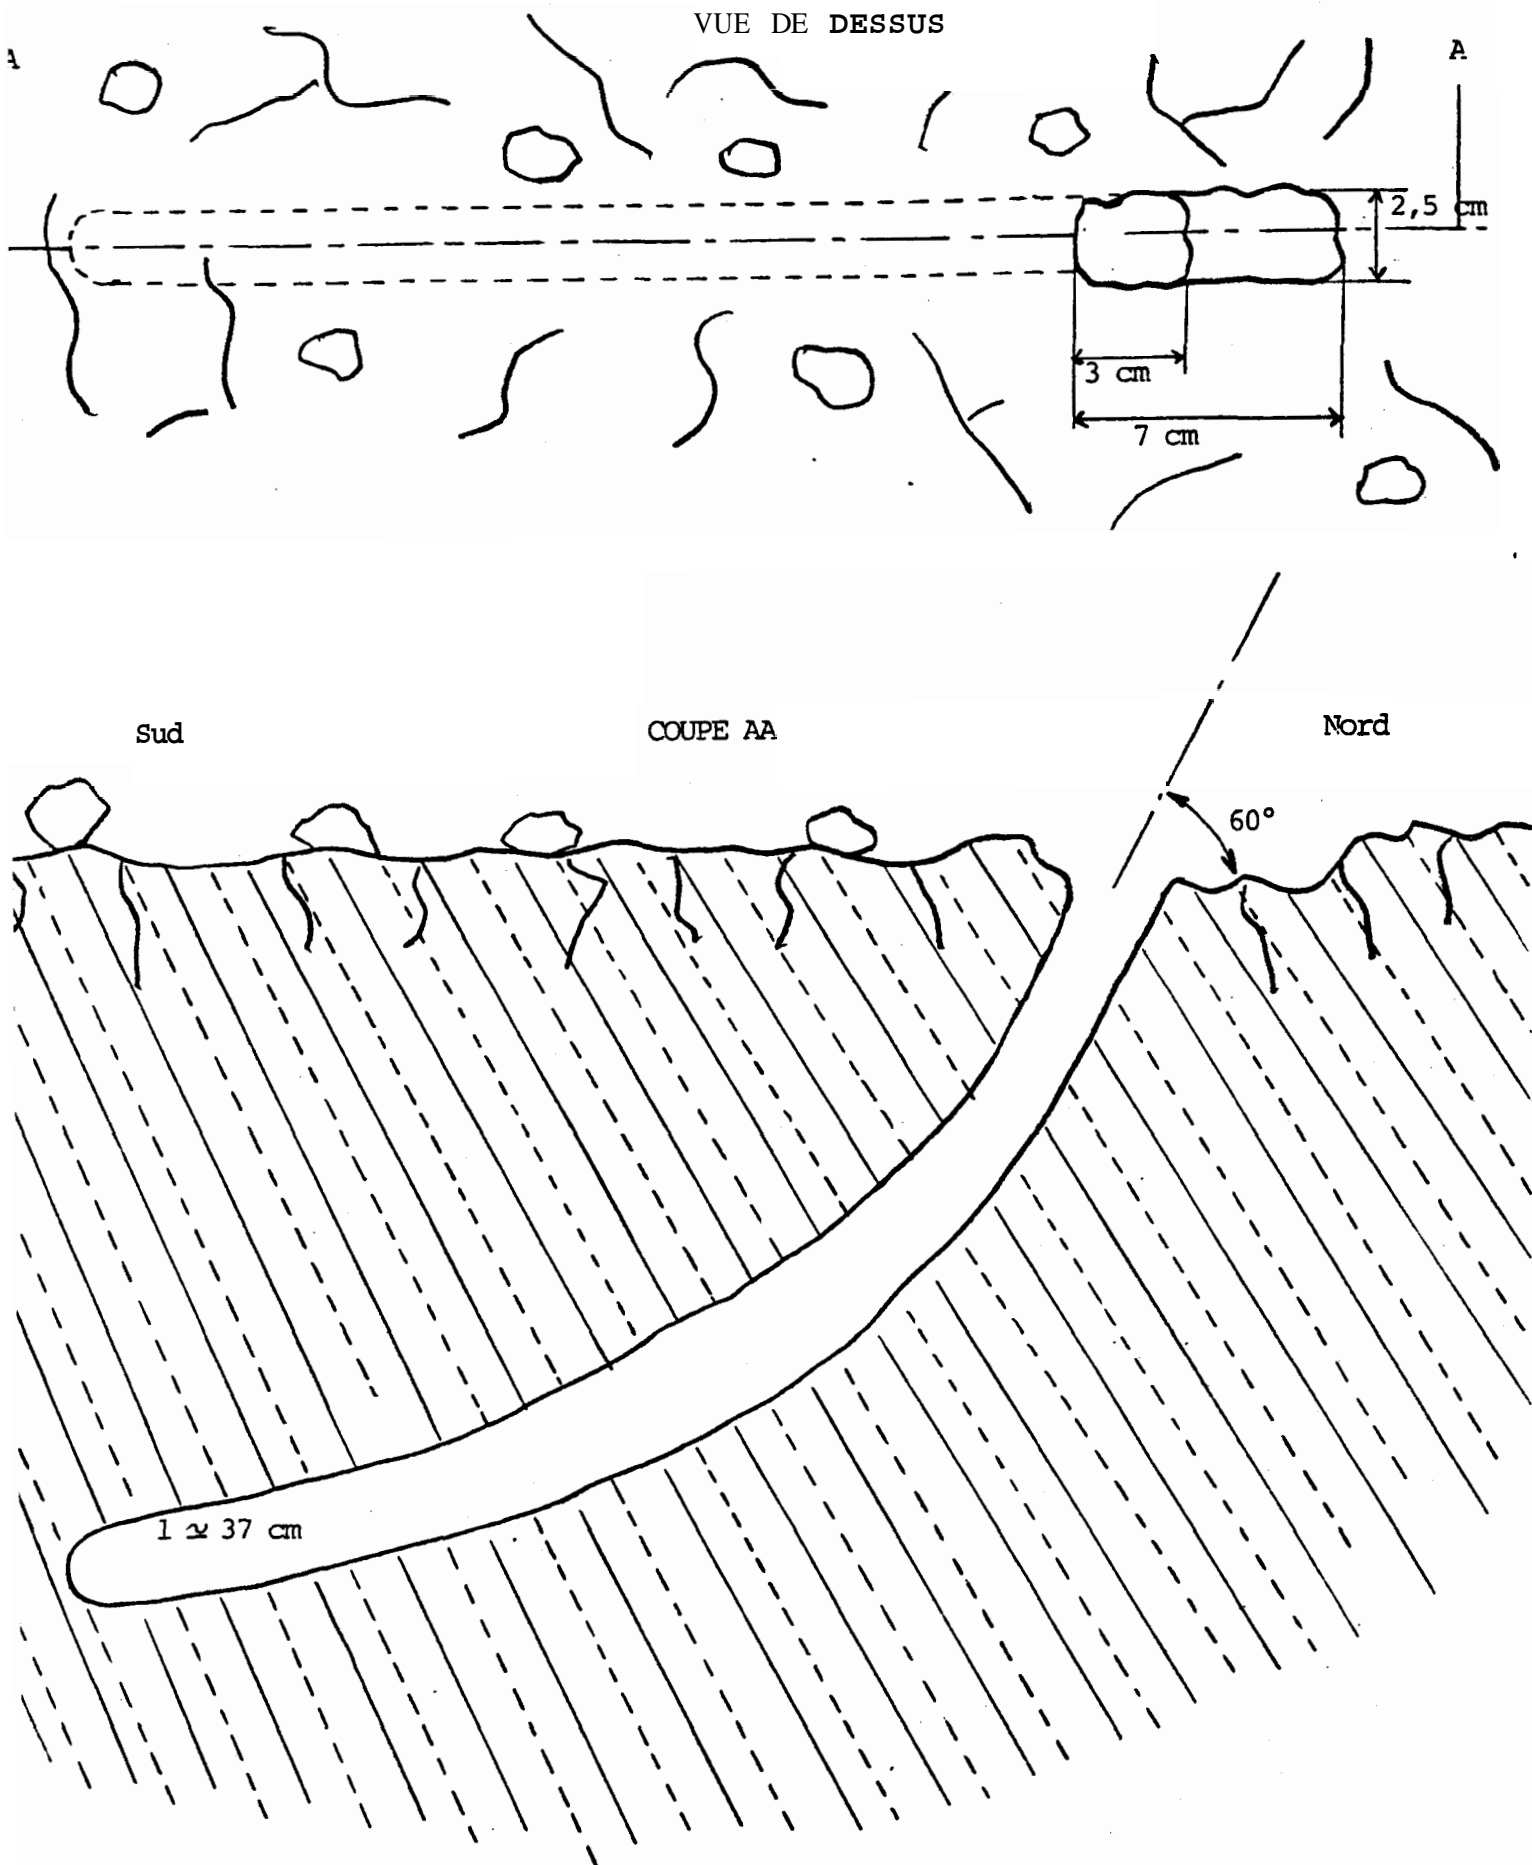 VUE DE DESSUS
A
A
2,5 cm
3 cm
7 cm
Sud
COUPE AA
Nord
60°
l ≃ 37 cm